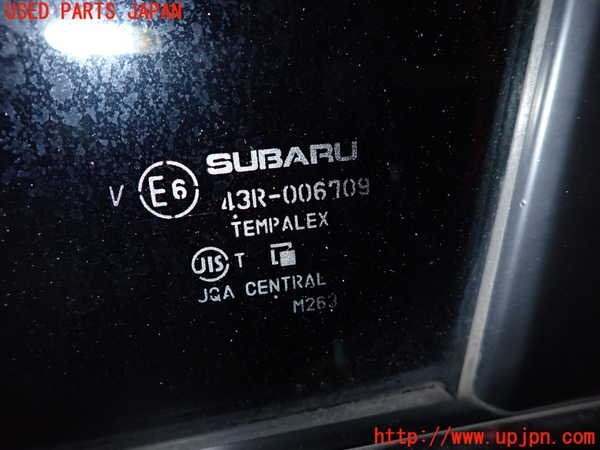 USED PARTS JAPAN
SUBARU
V E6 43R-006709
TEMPALEX
JIS T
JQA CENTRAL
M263
http://www.upjpn.com